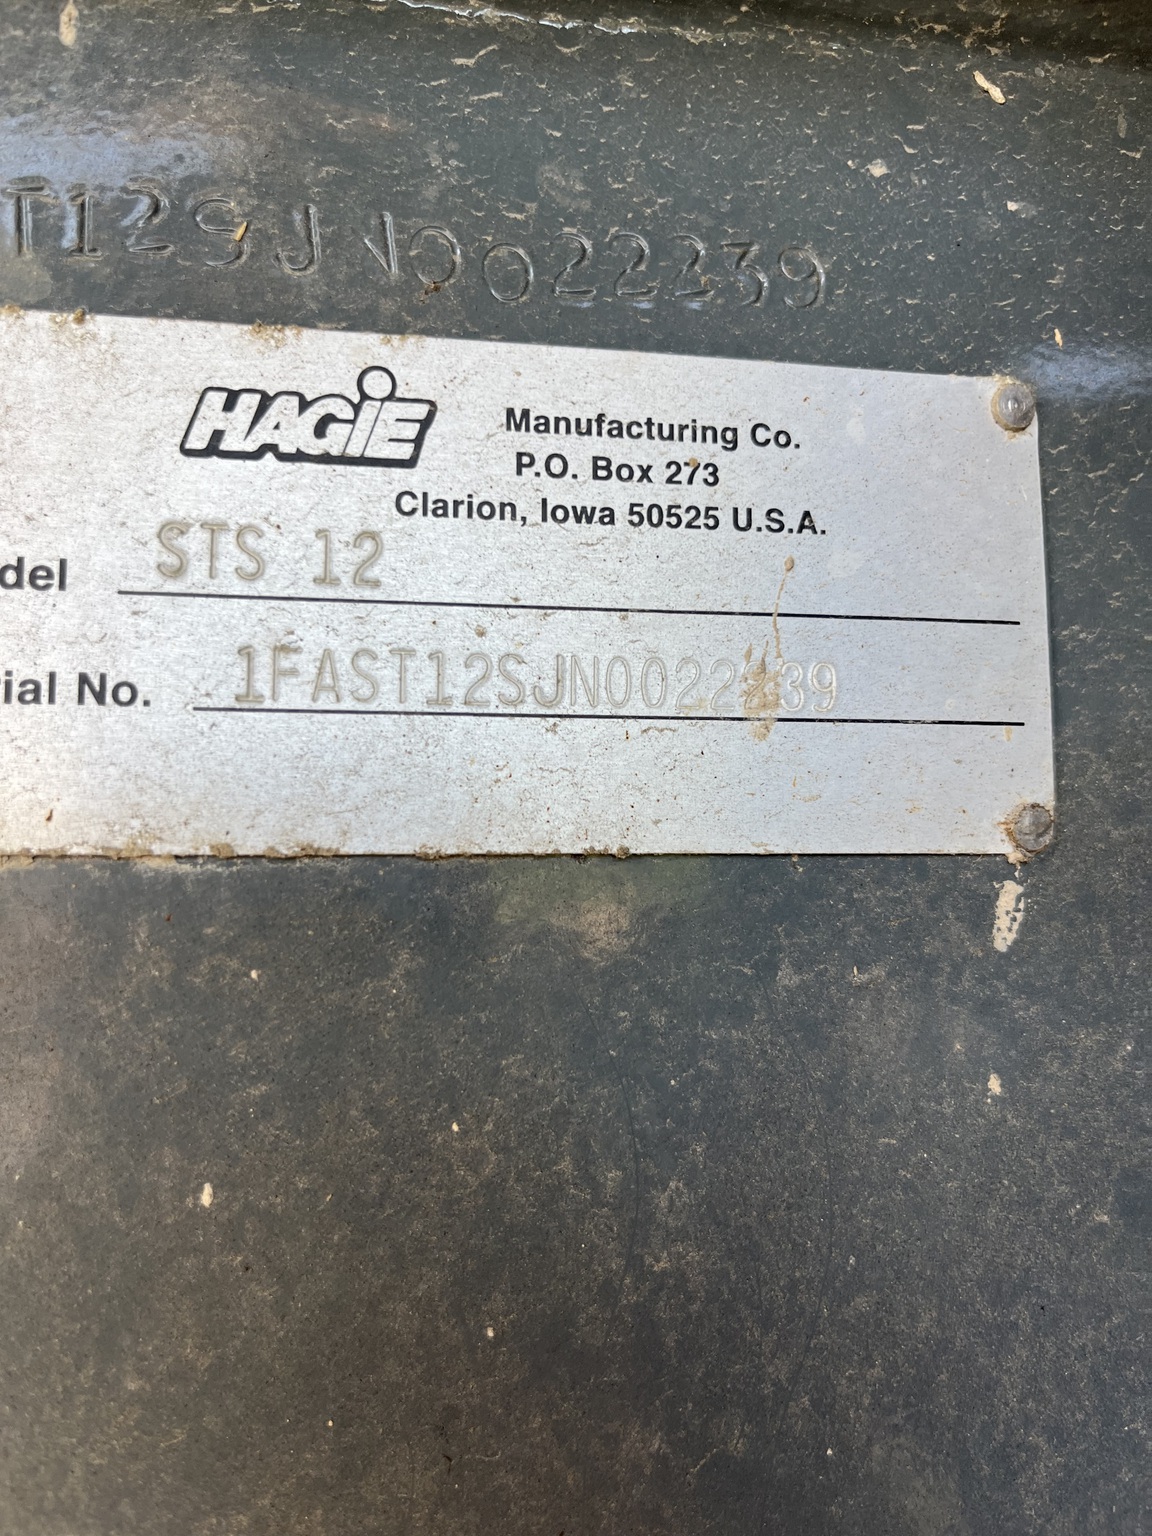 T12SJN0022239
HAGIE
Manufacturing Co.
P.O. Box 273
Clarion, Iowa 50525 U.S.A.
del STS 12
ial No. 1FAST12SJN0022239